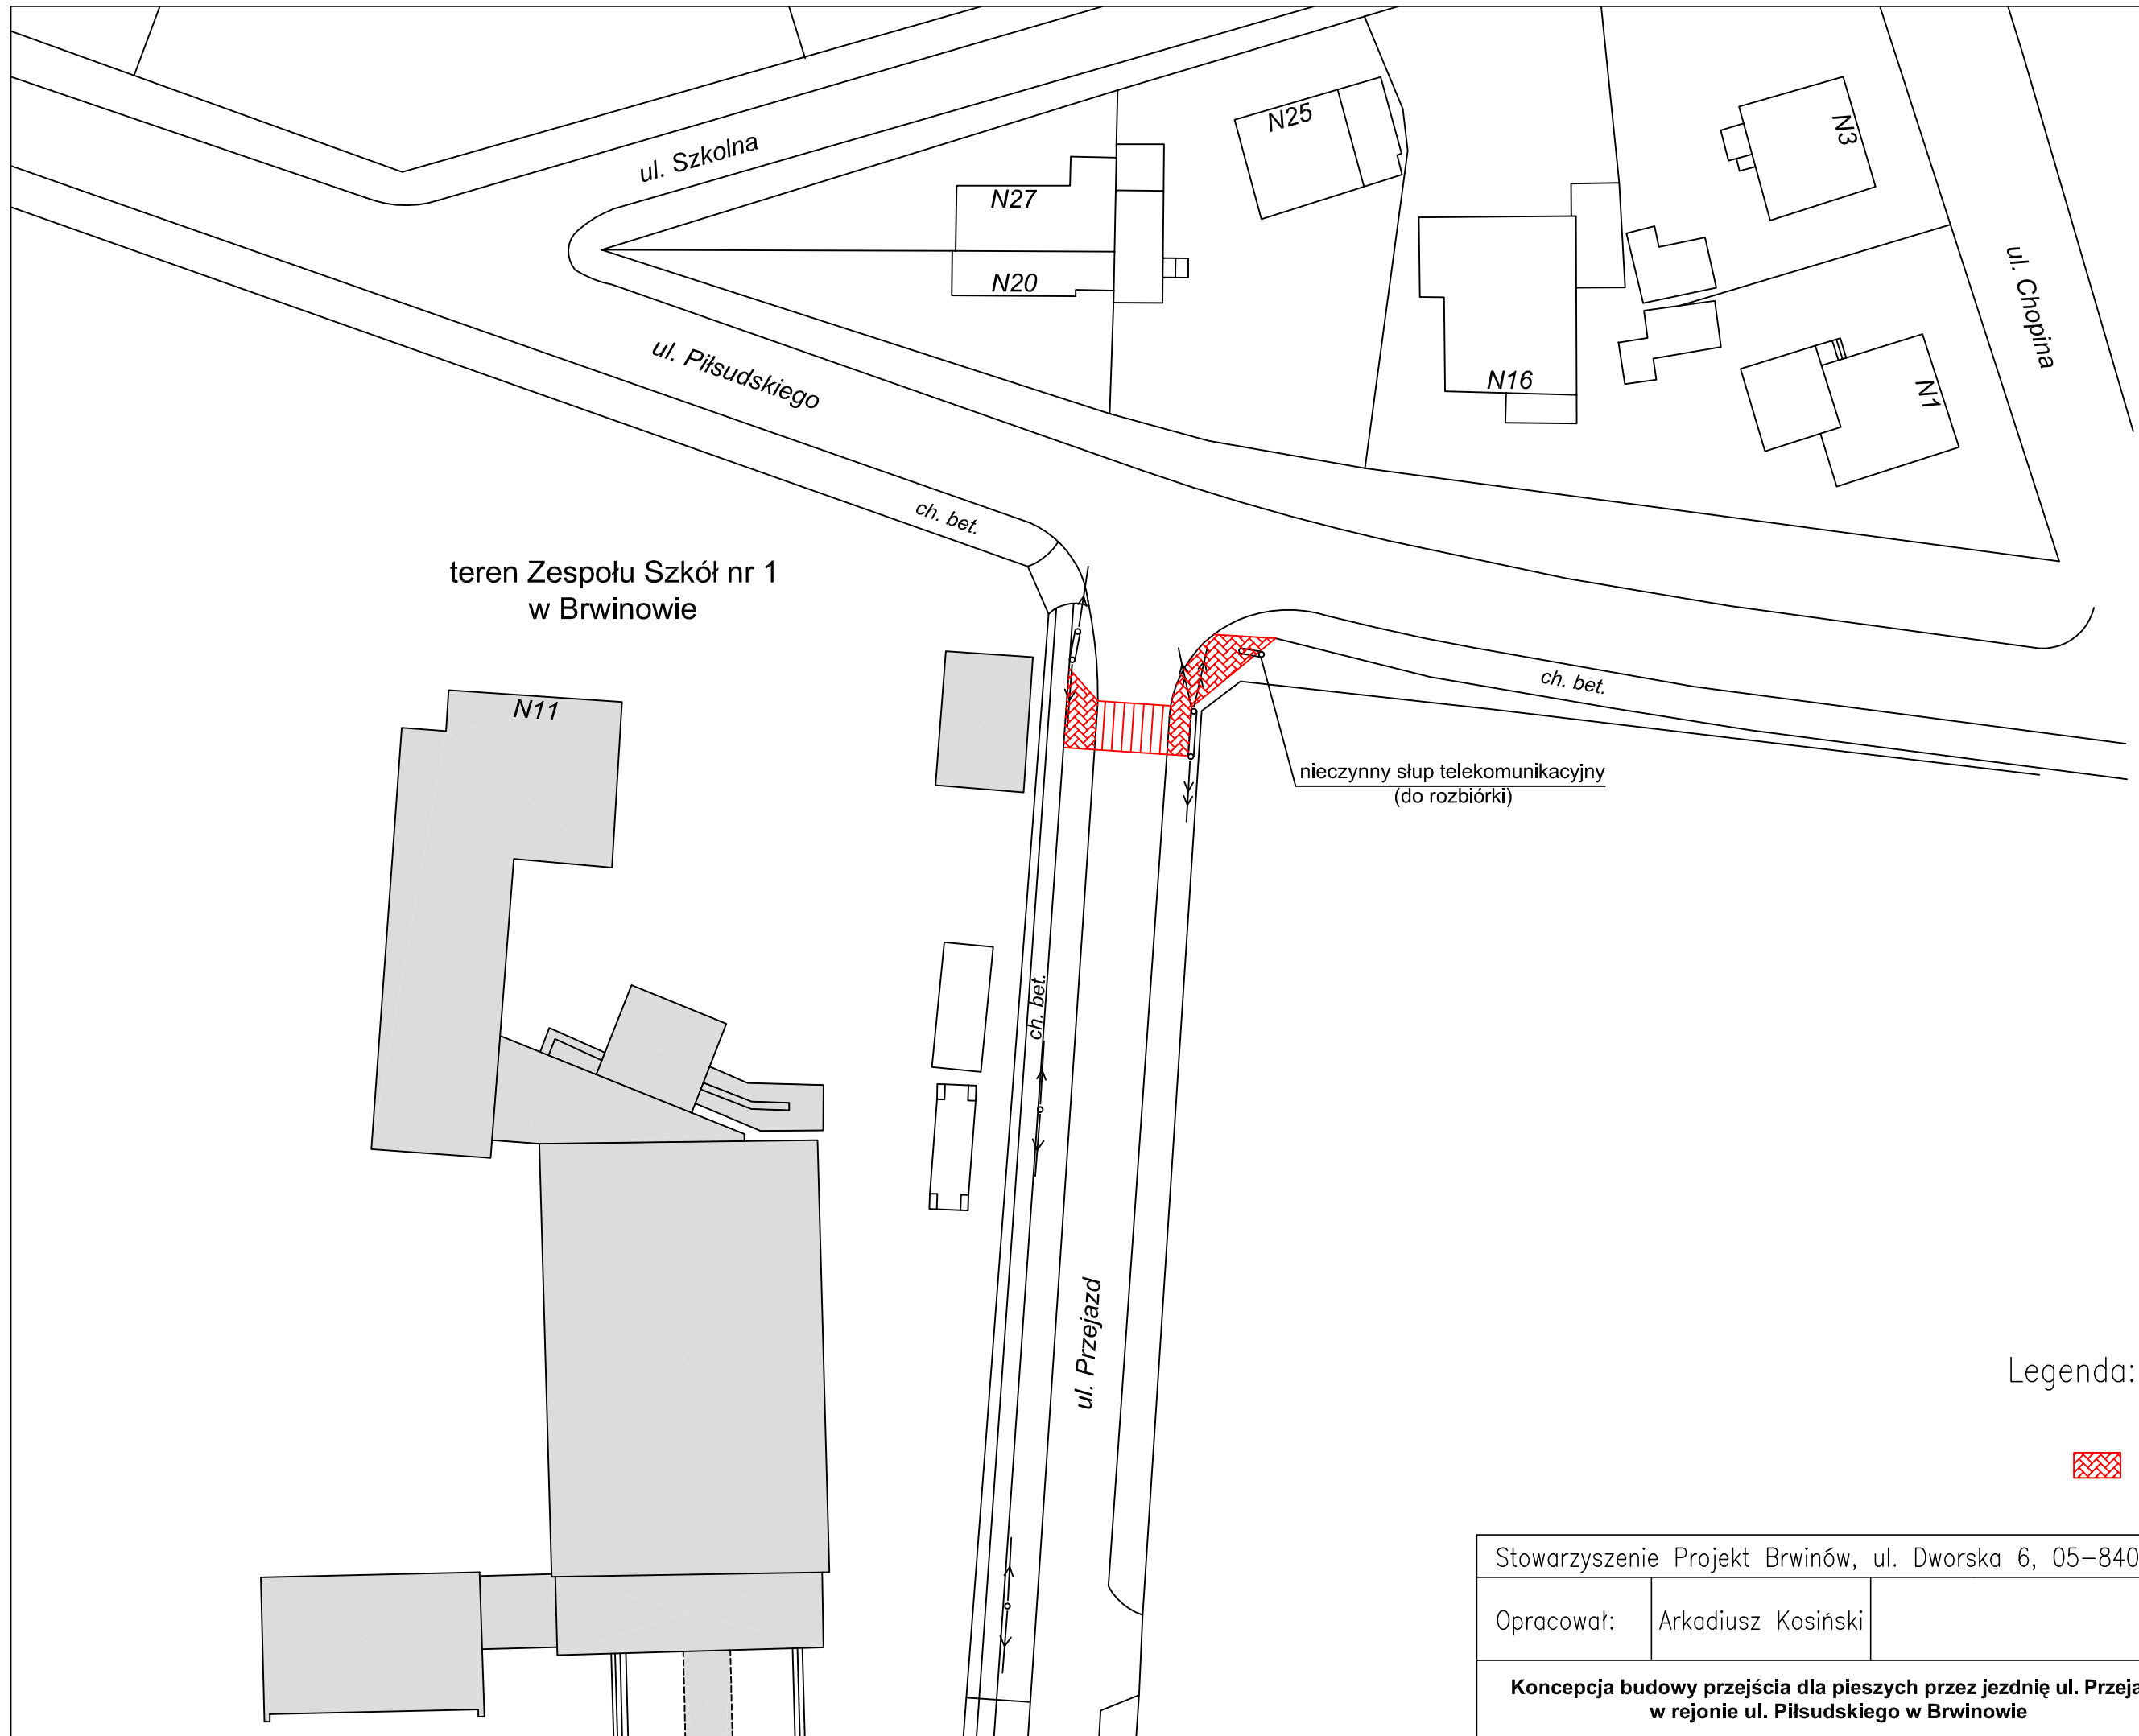 ul. Szkolna
N25
N3
N27
N20
ul. Chopina
ul. Piłsudskiego
N16
N1
ch. bet.
teren Zespołu Szkół nr 1
w Brwinowie
N11
ch. bet.
nieczynny słup telekomunikacyjny
(do rozbiórki)
ch. bet.
ul. Przejazd
Legenda:
Stowarzyszenie Projekt Brwinów, ul. Dworska 6, 05-840
Opracował: Arkadiusz Kosiński
Koncepcja budowy przejścia dla pieszych przez jezdnię ul. Przeja
w rejonie ul. Piłsudskiego w Brwinowie